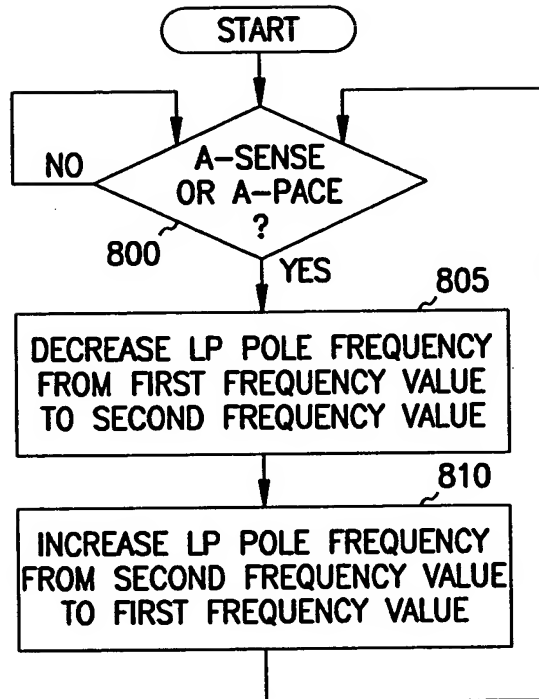 START
A-SENSE
OR A-PACE
?
NO
800
YES
805
DECREASE LP POLE FREQUENCY
FROM FIRST FREQUENCY VALUE
TO SECOND FREQUENCY VALUE
810
INCREASE LP POLE FREQUENCY
FROM SECOND FREQUENCY VALUE
TO FIRST FREQUENCY VALUE